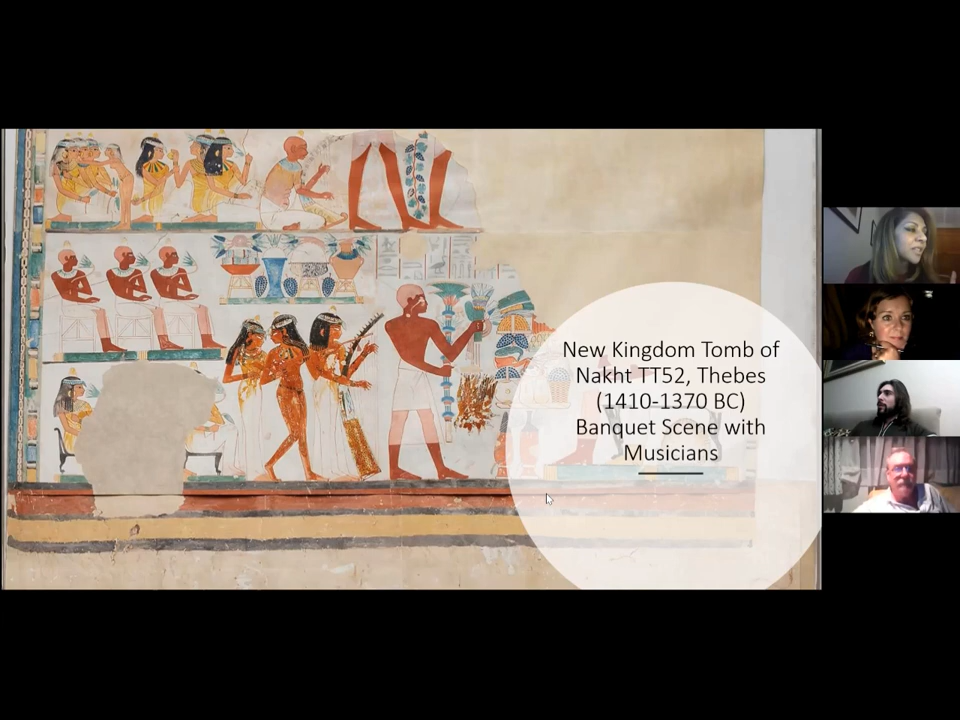 New Kingdom Tomb of
Nakht TT52, Thebes
(1410-1370 BC)
Banquet Scene with
Musicians